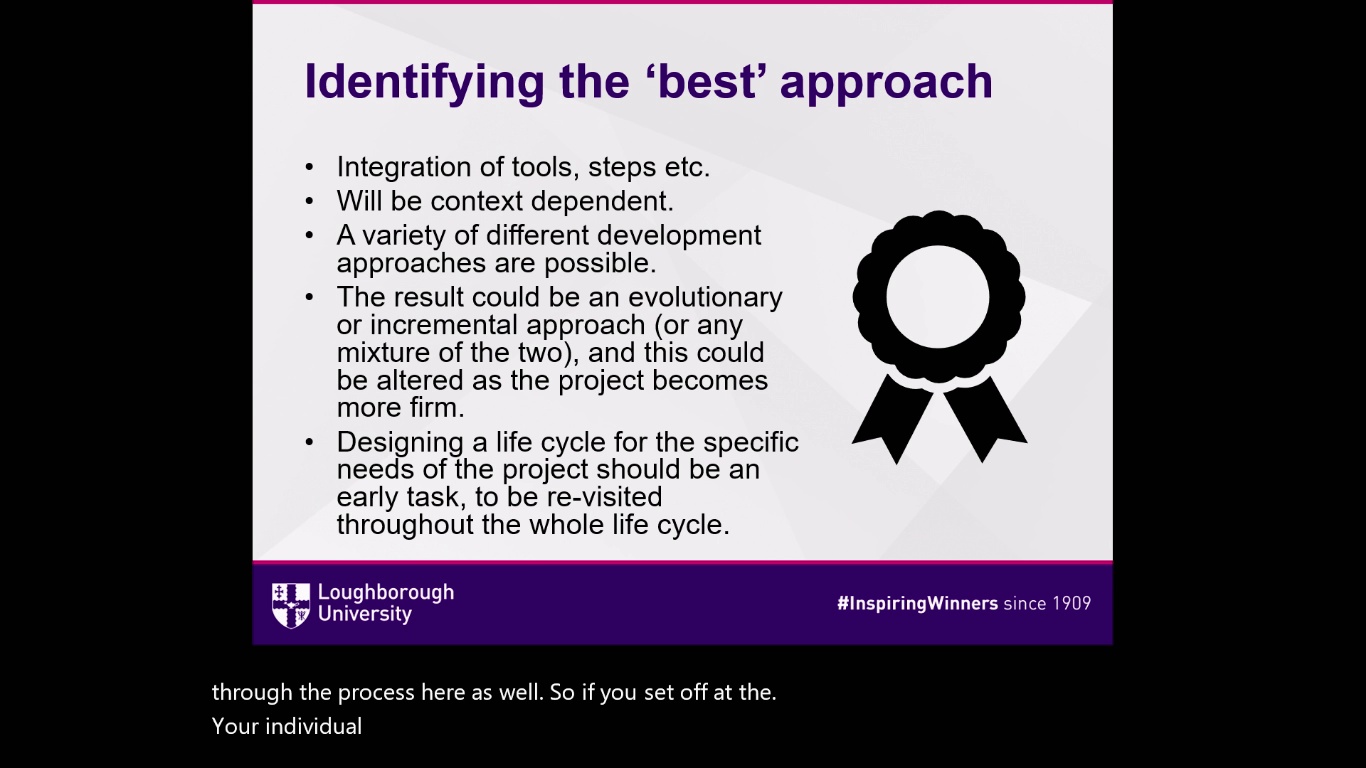 Identifying the ‘best’ approach
• Integration of tools, steps etc.
• Will be context dependent.
• A variety of different development
approaches are possible.
• The result could be an evolutionary
or incremental approach (or any
mixture of the two), and this could
be altered as the project becomes
more firm.
• Designing a life cycle for the specific
needs of the project should be an
early task, to be re-visited
throughout the whole life cycle.
Loughborough
University
#InspiringWinners since 1909
through the process here as well. So if you set off at the.
Your individual